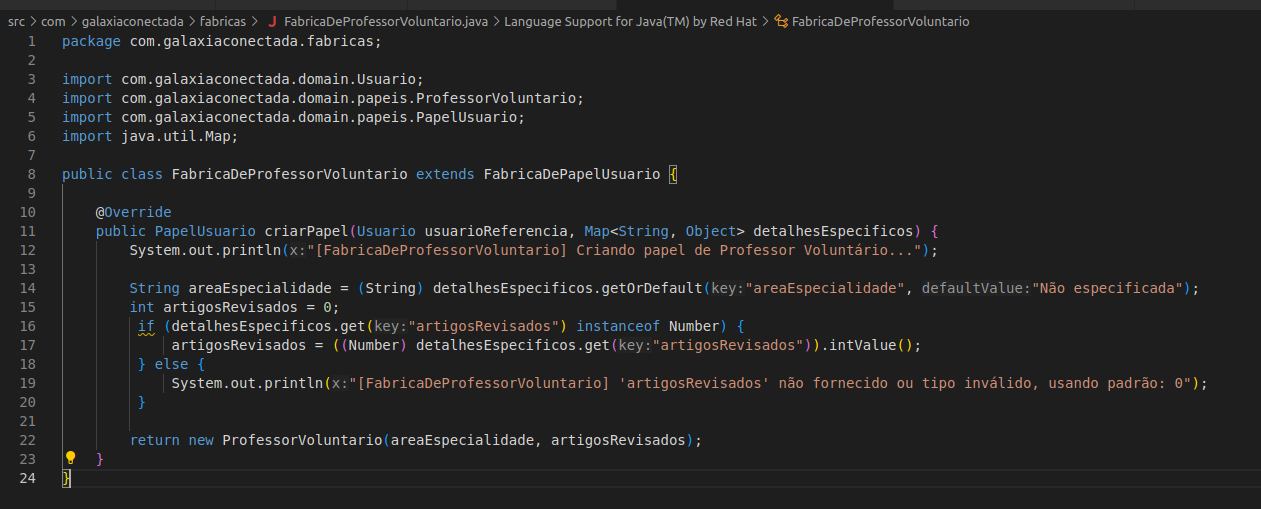 src > com > galaxiaconectada > fabricas > J FabricaDeProfessorVoluntario.java > Language Support for Java(TM) by Red Hat > FabricaDeProfessorVoluntario
1 package com.galaxiaconectada.fabricas;
2
3 import com.galaxiaconectada.domain.Usuario;
4 import com.galaxiaconectada.domain.papeis.ProfessorVoluntario;
5 import com.galaxiaconectada.domain.papeis.PapelUsuario;
6 import java.util.Map;
7
8 public class FabricaDeProfessorVoluntario extends FabricaDePapelUsuario {
9
10     @Override
11     public PapelUsuario criarPapel(Usuario usuarioReferencia, Map<String, Object> detalhesEspecificos) {
12         System.out.println(x:"[FabricaDeProfessorVoluntario] Criando papel de Professor Voluntário...");
13
14         String areaEspecialidade = (String) detalhesEspecificos.getOrDefault(key:"areaEspecialidade", defaultValue:"Não especificada");
15         int artigosRevisados = 0;
16          if (detalhesEspecificos.get(key:"artigosRevisados") instanceof Number) {
17              artigosRevisados = ((Number) detalhesEspecificos.get(key:"artigosRevisados")).intValue();
18          } else {
19              System.out.println(x:"[FabricaDeProfessorVoluntario] 'artigosRevisados' não fornecido ou tipo inválido, usando padrão: 0");
20          }
21
22         return new ProfessorVoluntario(areaEspecialidade, artigosRevisados);
23     }
24 }